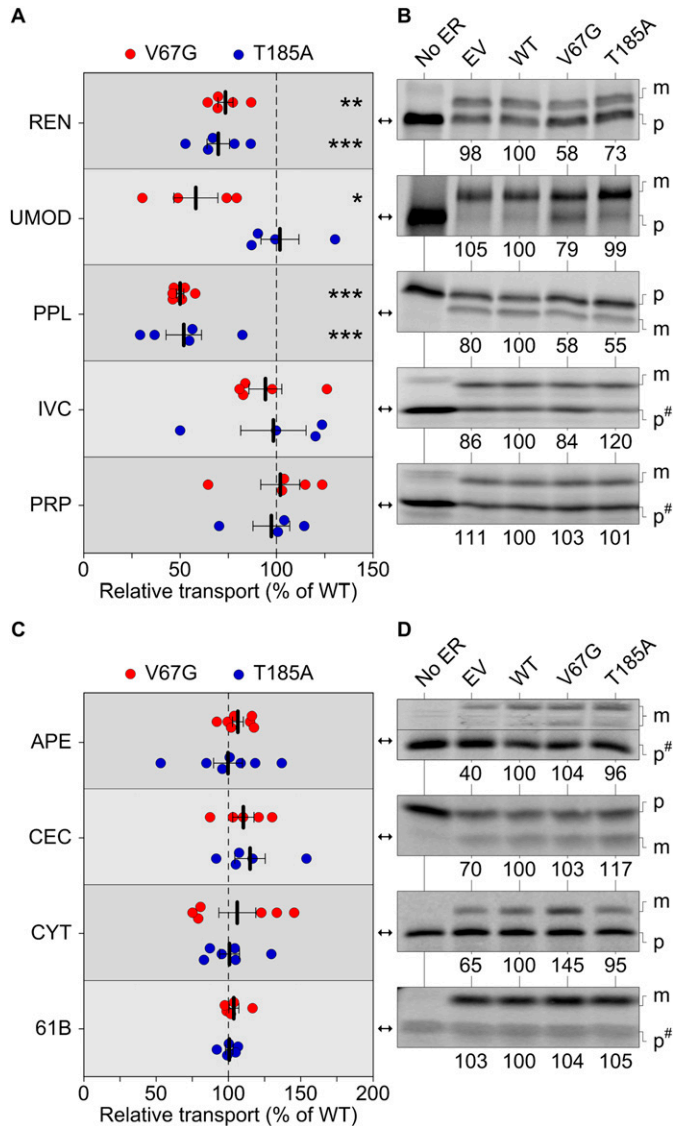 A
V67G T185A
REN
**
***
UMOD
*
PPL
***
***
IVC
PRP
0 50 100 150
Relative transport (% of WT)
B
No ER EV WT V67G T185A
↔ m p
98 100 58 73
↔ m p
105 100 79 99
↔ p m
80 100 58 55
↔ m p#
86 100 84 120
↔ m p#
111 100 103 101
C
V67G T185A
APE
CEC
CYT
61B
0 50 100 150 200
Relative transport (% of WT)
D
No ER EV WT V67G T185A
↔ m p#
40 100 104 96
↔ p m
70 100 103 117
↔ m p
65 100 145 95
↔ m p#
103 100 104 105